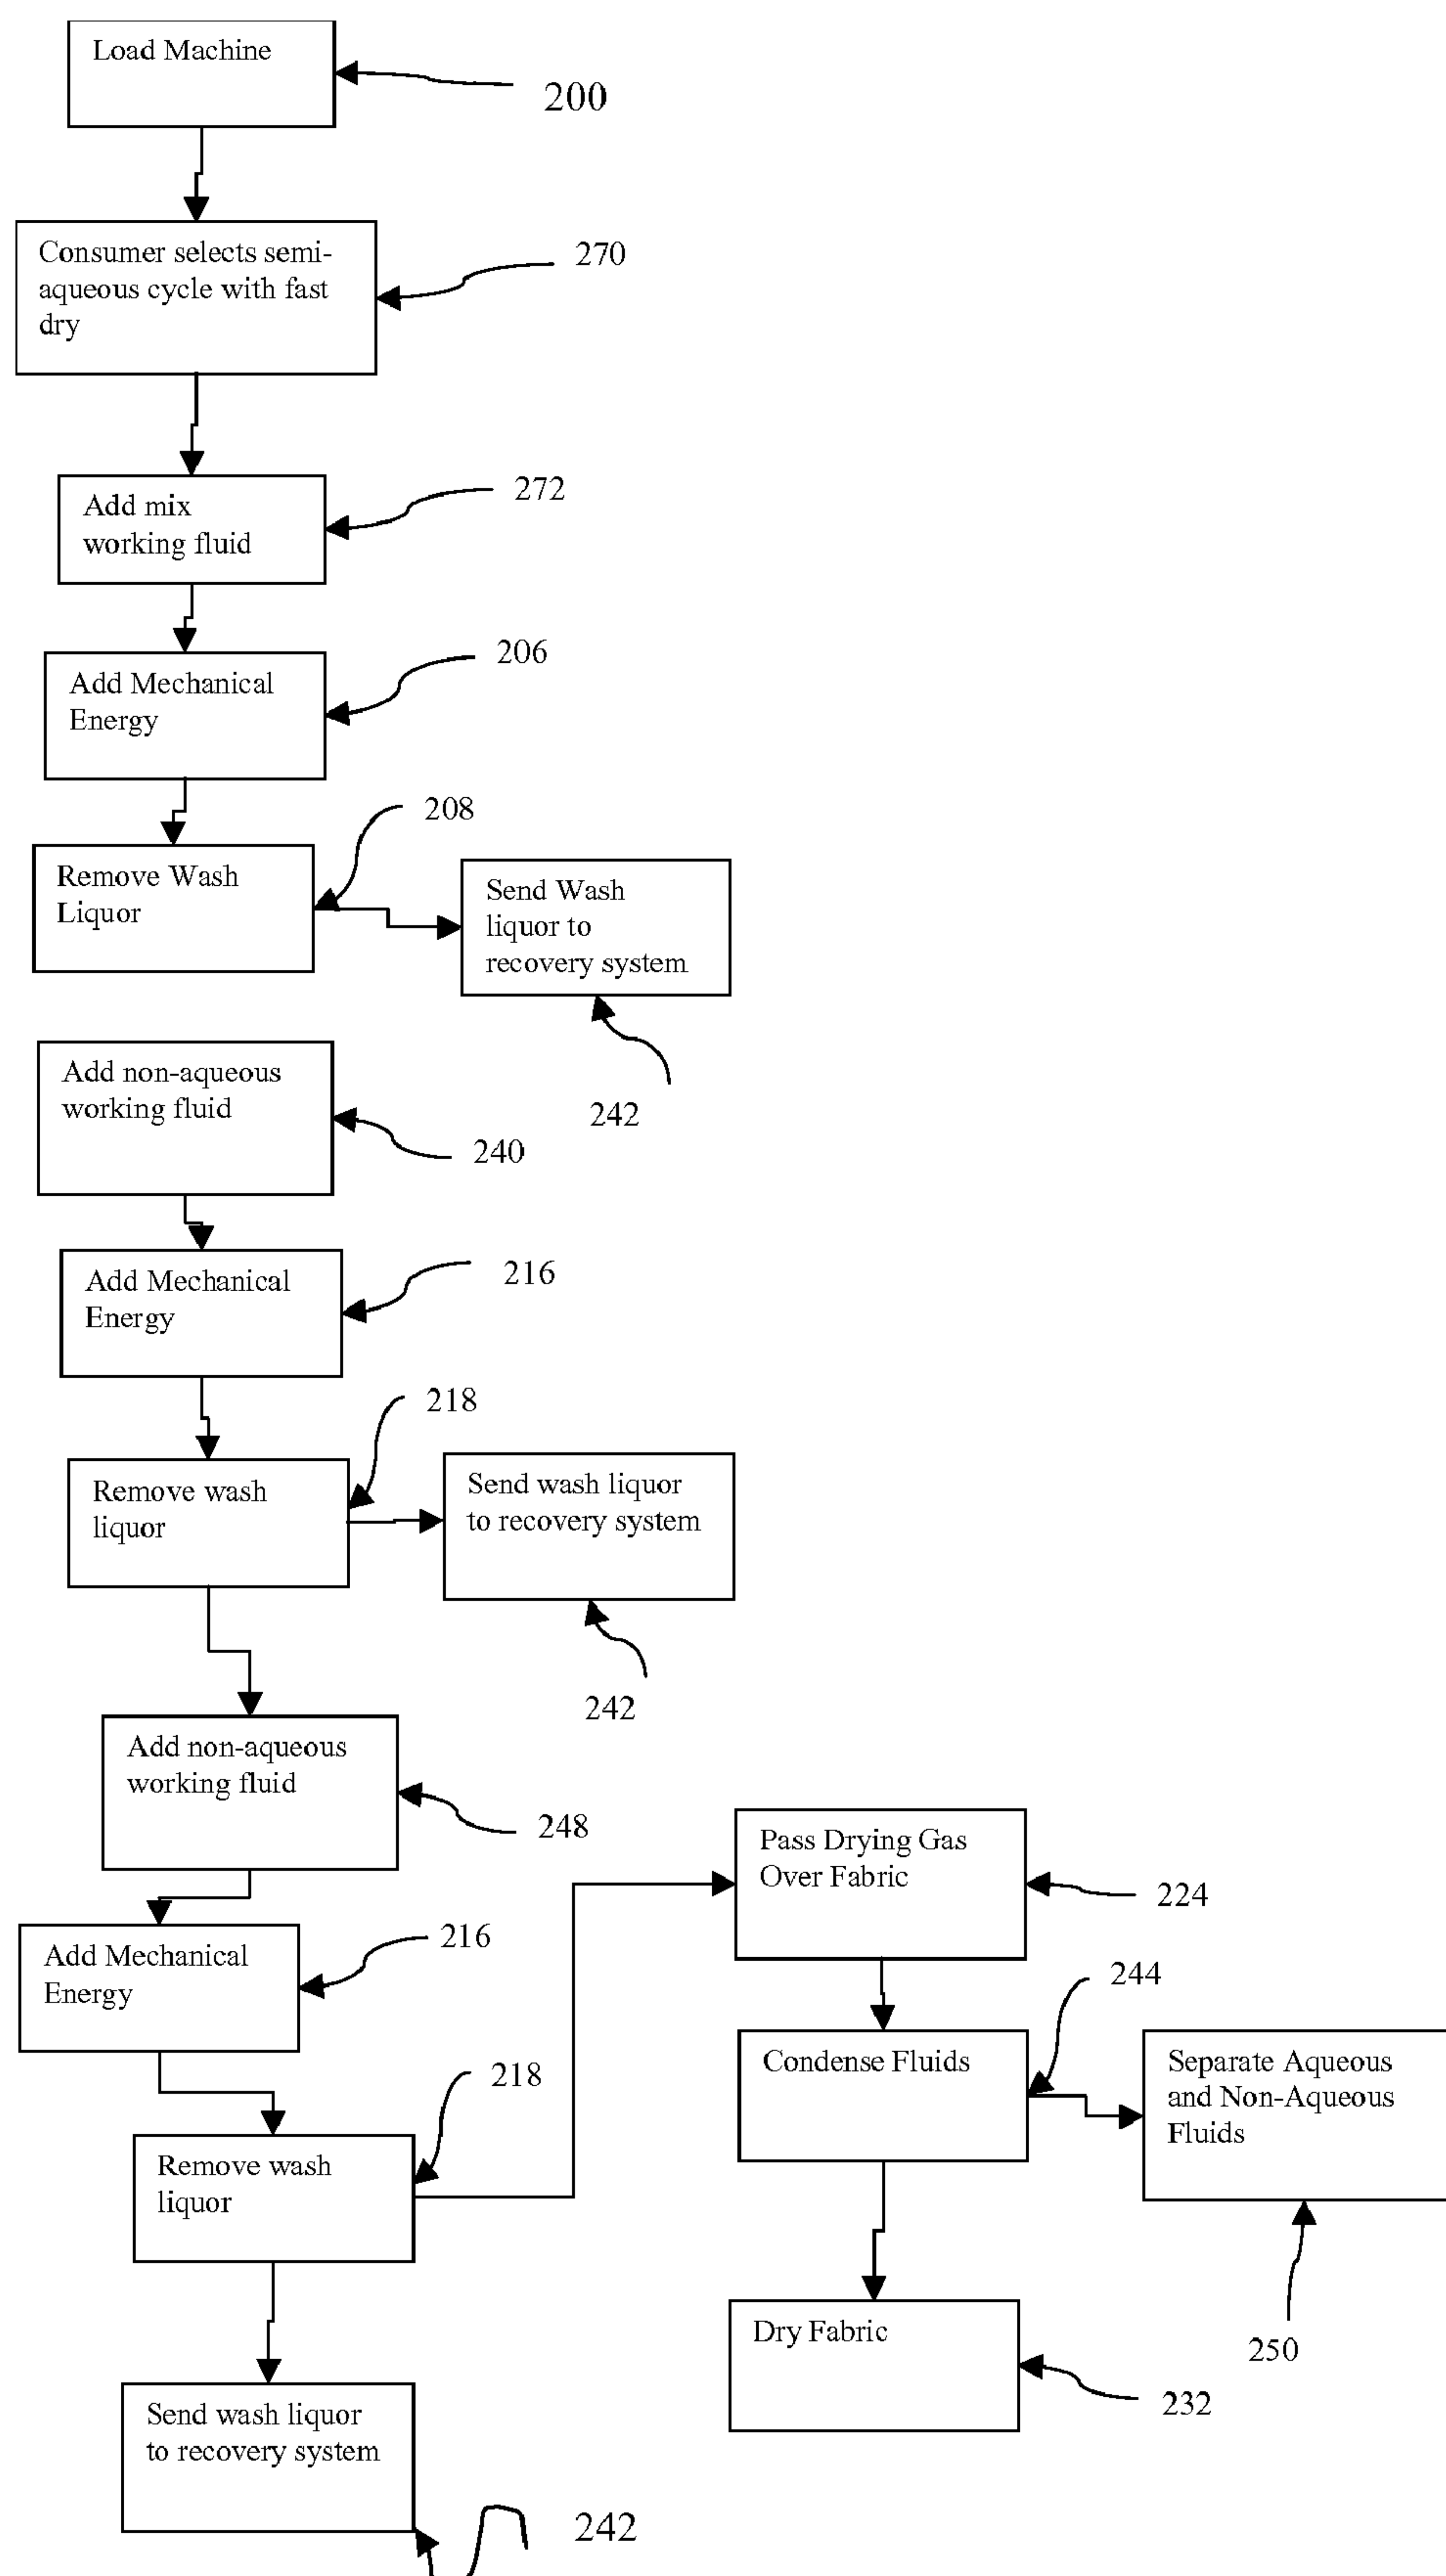 Load Machine
200
Consumer selects semi-
aqueous cycle with fast
dry
270
Add mix
working fluid
272
Add Mechanical
Energy
206
Remove Wash
Liquor
208
Send Wash
liquor to
recovery system
242
Add non-aqueous
working fluid
240
Add Mechanical
Energy
216
Remove wash
liquor
218
Send wash liquor
to recovery system
242
Add non-aqueous
working fluid
248
Add Mechanical
Energy
216
Remove wash
liquor
218
Send wash liquor
to recovery system
242
Pass Drying Gas
Over Fabric
224
Condense Fluids
244
Separate Aqueous
and Non-Aqueous
Fluids
250
Dry Fabric
232